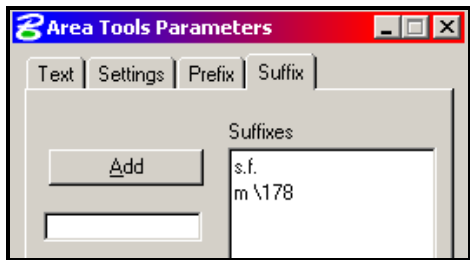 Area Tools Parameters
Text Settings Prefix Suffix
Suffixes
Add
s.f.
m \178